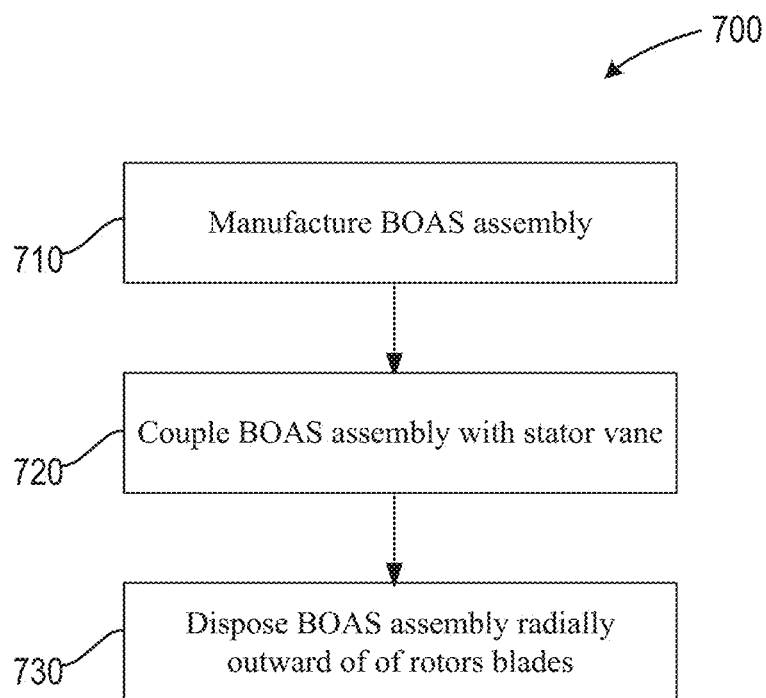 700
Manufacture BOAS assembly
710
Couple BOAS assembly with stator vane
720
Dispose BOAS assembly radially
outward of of rotors blades
730